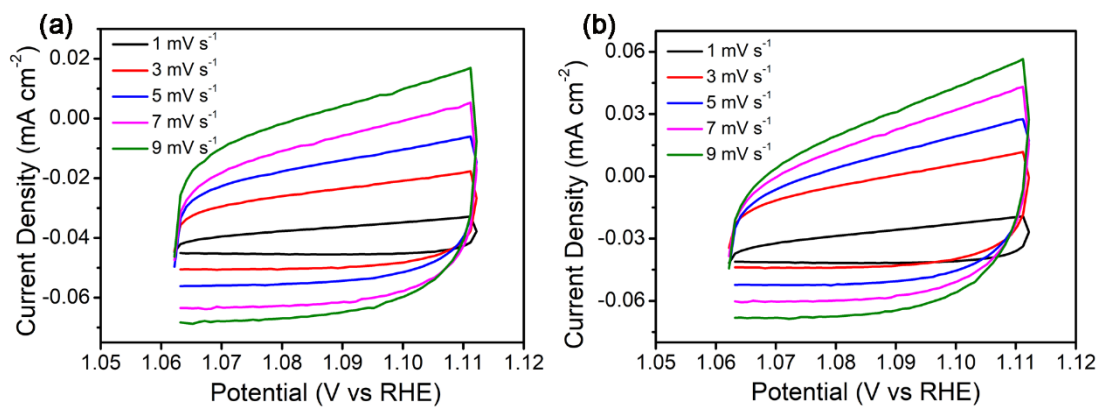 (a)
1 mV s⁻¹
3 mV s⁻¹
5 mV s⁻¹
7 mV s⁻¹
9 mV s⁻¹
0.02
0.00
-0.02
-0.04
-0.06
Current Density (mA cm⁻²)
1.05 1.06 1.07 1.08 1.09 1.10 1.11 1.12
Potential (V vs RHE)
(b)
1 mV s⁻¹
3 mV s⁻¹
5 mV s⁻¹
7 mV s⁻¹
9 mV s⁻¹
0.06
0.03
0.00
-0.03
-0.06
Current Density (mA cm⁻²)
1.05 1.06 1.07 1.08 1.09 1.10 1.11 1.12
Potential (V vs RHE)